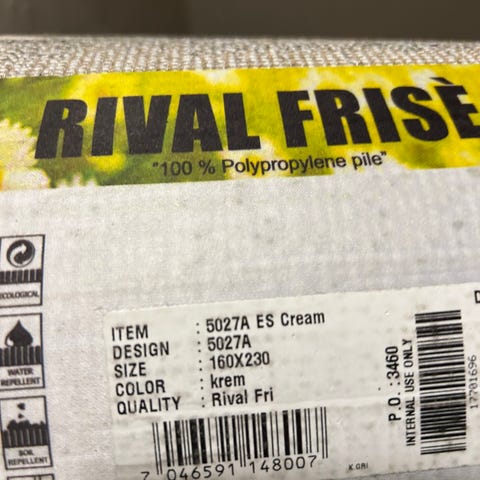 RIVAL FRISÈ
"100 % Polypropylene pile"
ECOLOGICAL
WATER
REPELLENT
SOIL
REPELLENT
ITEM : 5027A ES Cream
DESIGN : 5027A
SIZE : 160X230
COLOR : krem
QUALITY : Rival Fri
7 046591 148007
K.GRI
P.O. :3460
INTERNAL USE ONLY
17701696
D